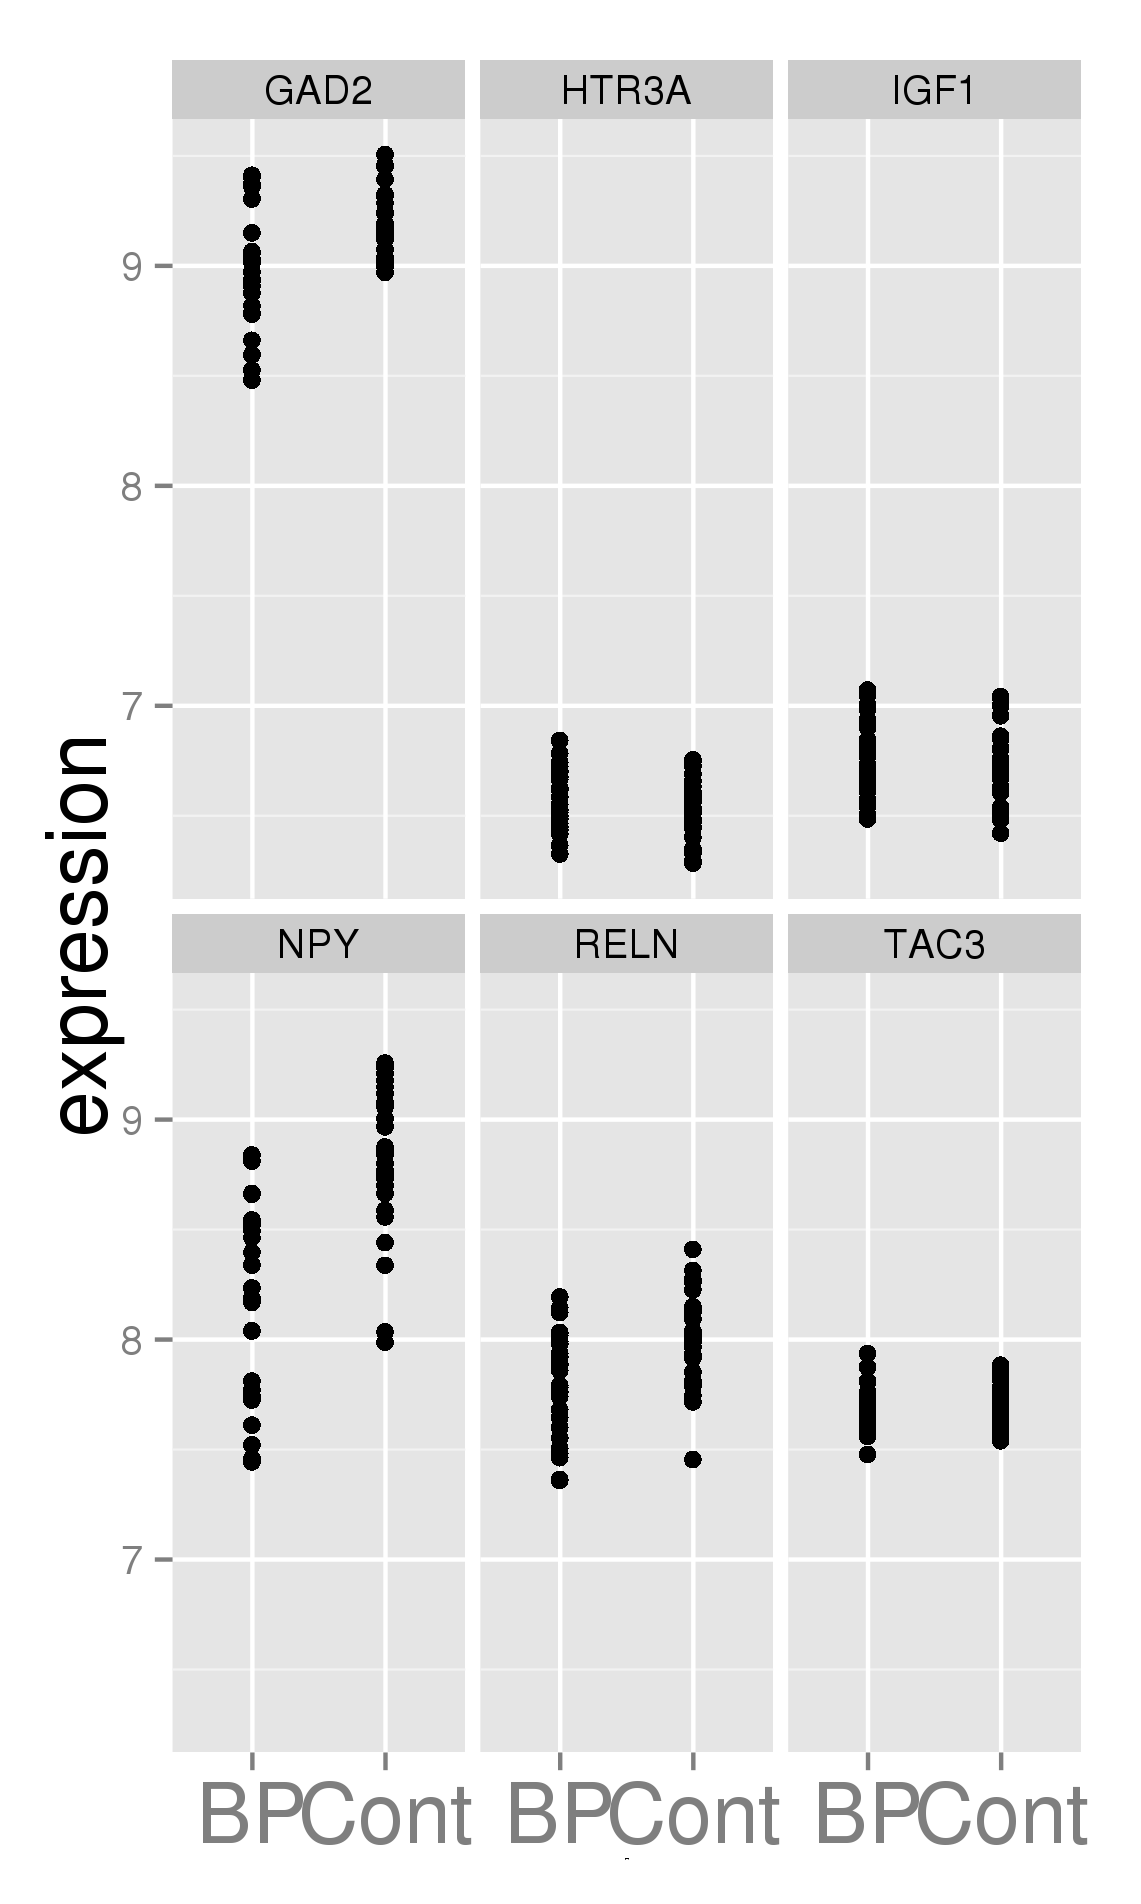 GAD2 HTR3A IGF1
9
8
7
expression
NPY RELN TAC3
9
8
7
BP Cont BP Cont BP Cont